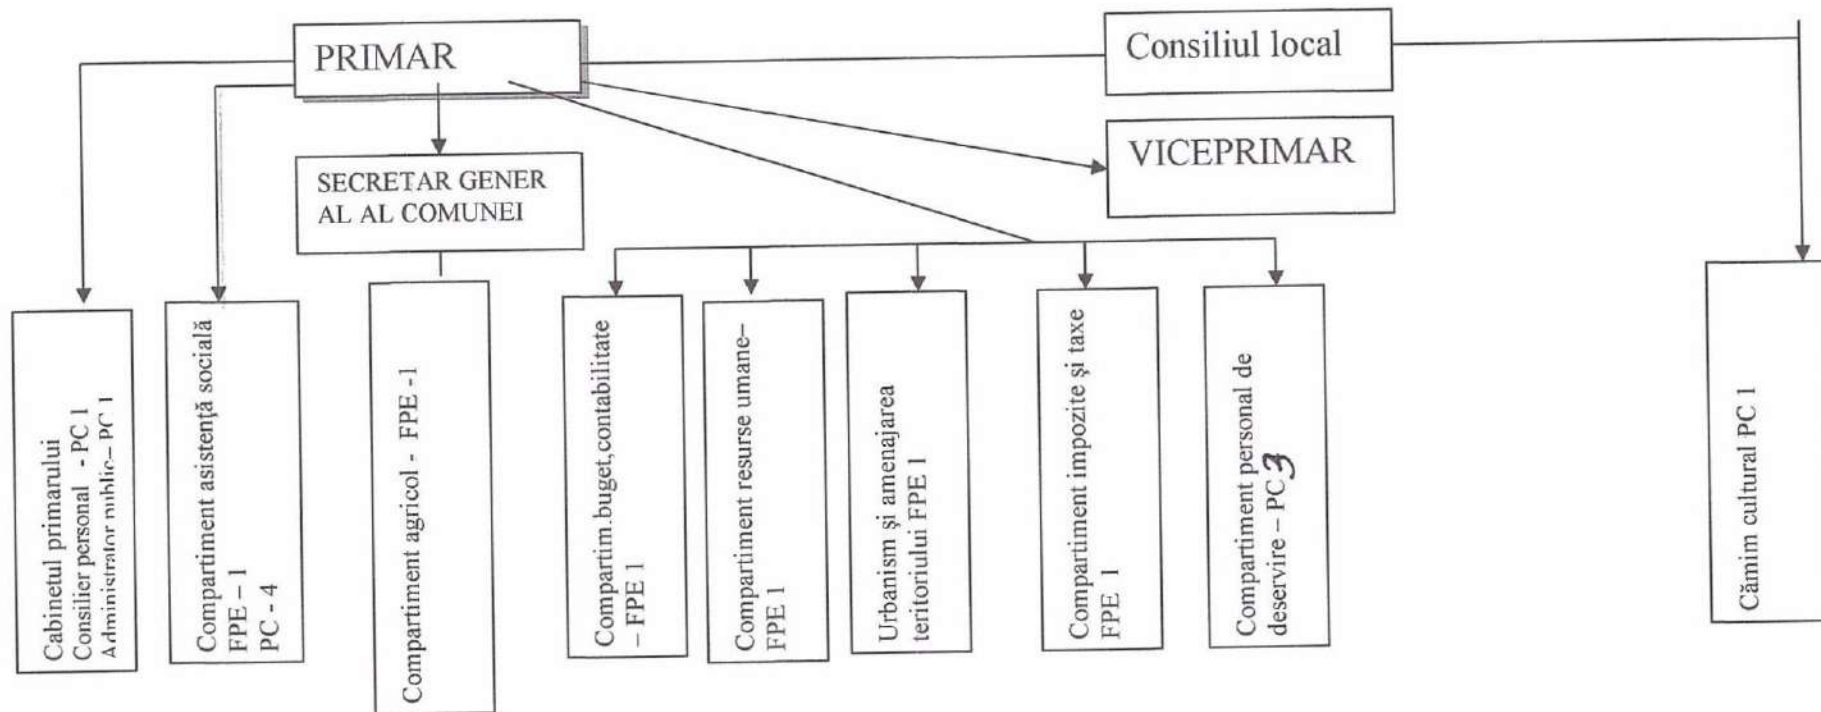 PRIMAR
Consiliul local
VICEPRIMAR
SECRETAR GENER
AL AL COMUNEI
Cabinetul primarului
Consilier personal - PC 1
Administrator public– PC 1
Compartiment asistenţă socială
FPE – 1
PC - 4
Compartiment agricol - FPE -1
Compartim.buget,contabilitate
– FPE 1
Compartiment resurse umane–
FPE 1
Urbanism şi amenajarea
teritoriului FPE 1
Compartiment impozite şi taxe
FPE 1
Compartiment personal de
deservire – PC 3
Cămim cultural PC 1